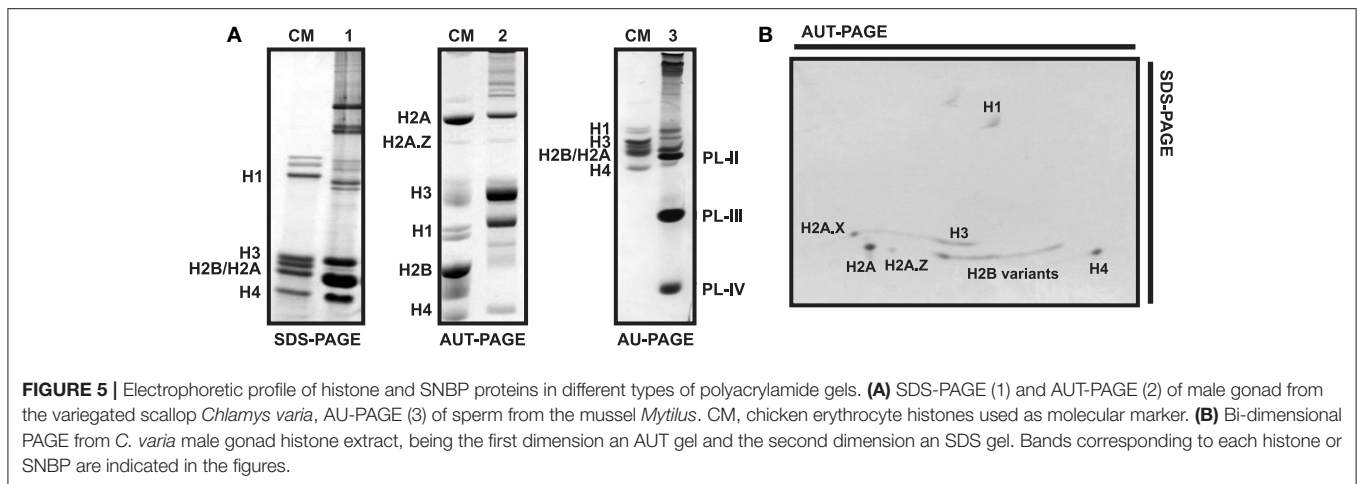 A
CM 1
H1
H3
H2B/H2A
H4
SDS-PAGE
CM 2
H2A
H2A.Z
H3
H1
H2B
H4
AUT-PAGE
CM 3
H1
H3
H2B/H2A
H4
PL-II
PL-III
PL-IV
AU-PAGE
B
AUT-PAGE
SDS-PAGE
H1
H2A.X
H3
H2A
H2A.Z
H2B variants
H4
FIGURE 5 | Electrophoretic profile of histone and SNBP proteins in different types of polyacrylamide gels. (A) SDS-PAGE (1) and AUT-PAGE (2) of male gonad from
the variegated scallop Chlamys varia, AU-PAGE (3) of sperm from the mussel Mytilus. CM, chicken erythrocyte histones used as molecular marker. (B) Bi-dimensional
PAGE from C. varia male gonad histone extract, being the first dimension an AUT gel and the second dimension an SDS gel. Bands corresponding to each histone or
SNBP are indicated in the figures.